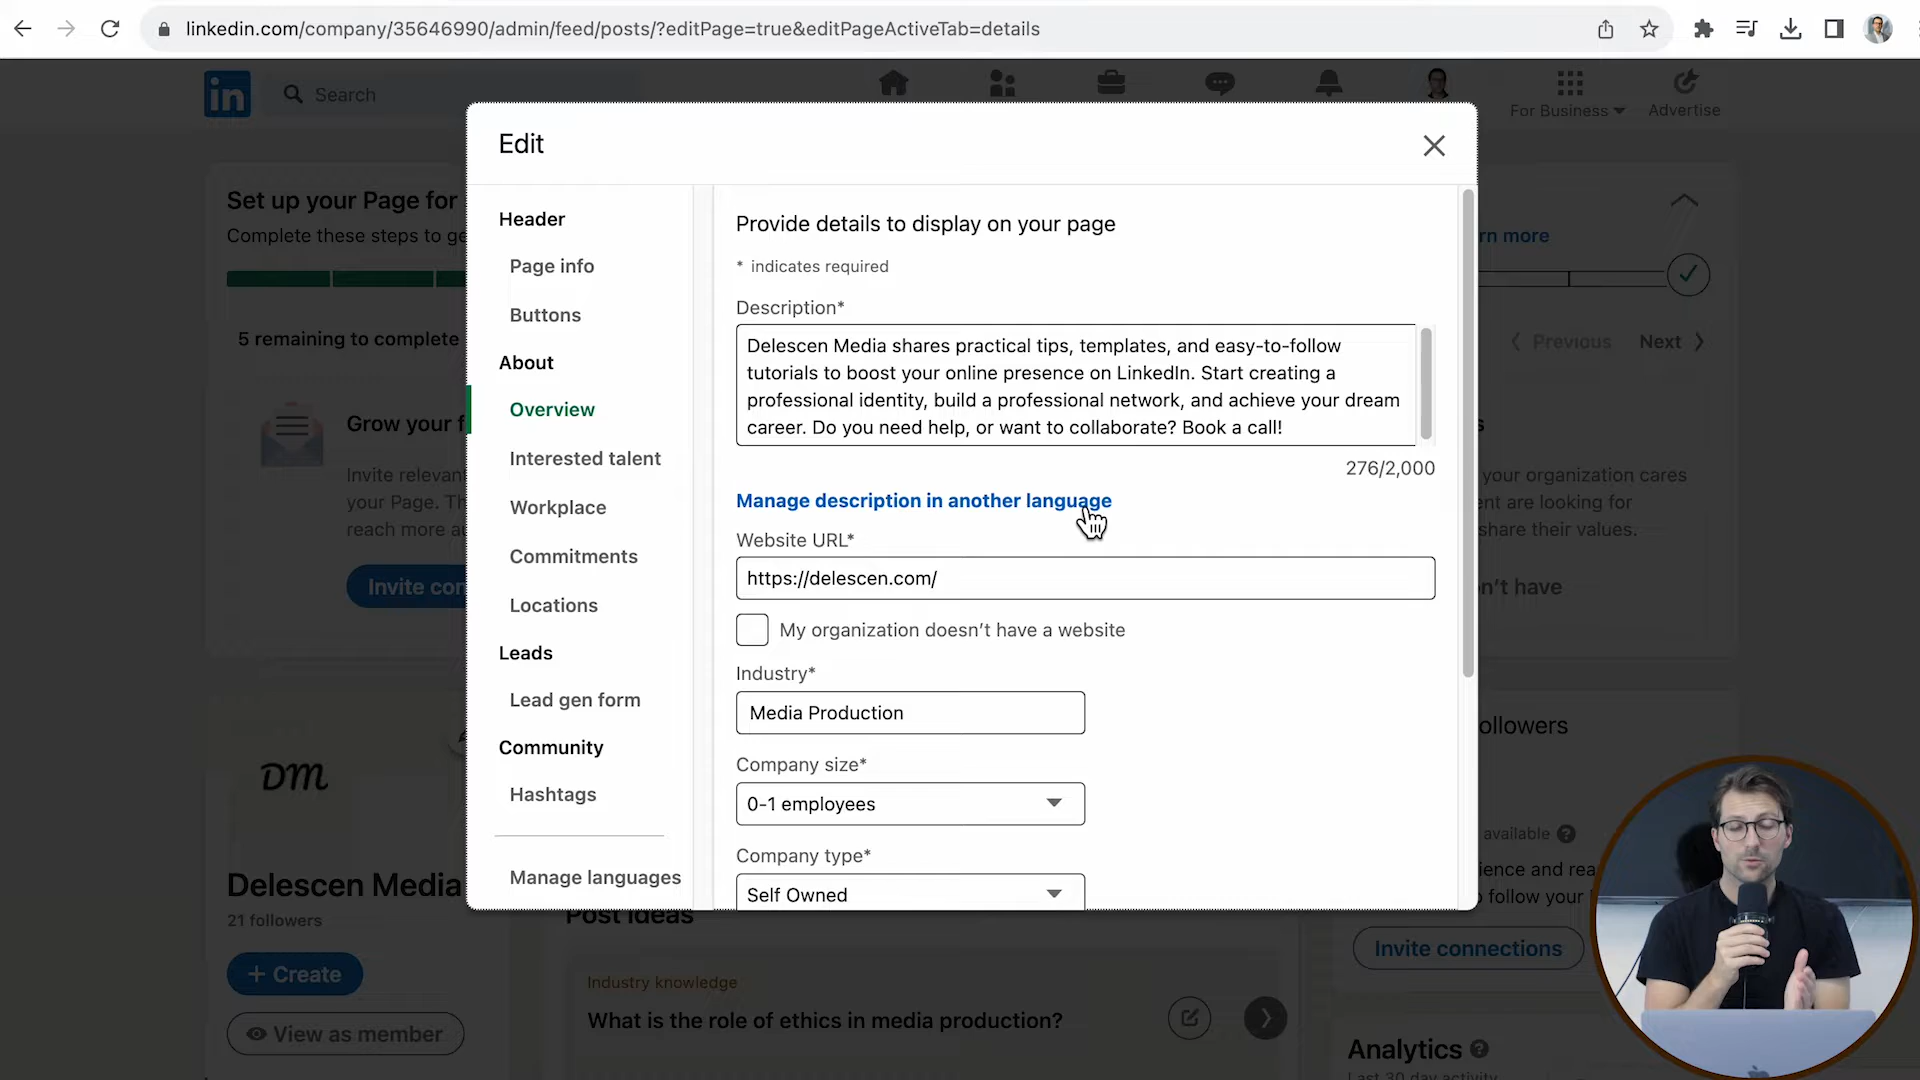 linkedin.com/company/35646990/admin/feed/posts/?editPage=true&editPageActiveTab=details
in
Search
For Business
Advertise
Edit
Set up your Page for
Complete these steps to ge
5 remaining to complete
Grow your f
Invite relevan
your Page. Th
reach more au
Invite con
Header
Page info
Buttons
About
Overview
Interested talent
Workplace
Commitments
Locations
Leads
Lead gen form
Community
Hashtags
Manage languages
Provide details to display on your page
* indicates required
Description*
Delescen Media shares practical tips, templates, and easy-to-follow
tutorials to boost your online presence on LinkedIn. Start creating a
professional identity, build a professional network, and achieve your dream
career. Do you need help, or want to collaborate? Book a call!
276/2,000
Manage description in another language
Website URL*
https://delescen.com/
My organization doesn't have a website
Industry*
Media Production
Company size*
0-1 employees
Company type*
Self Owned
rn more
Previous
Next
s
your organization cares
ent are looking for
share their values.
n't have
DM
Delescen Media
21 followers
+ Create
View as member
Post ideas
Industry knowledge
What is the role of ethics in media production?
ollowers
available
ience and rea
follow your
Invite connections
Analytics
Last 30 day activity